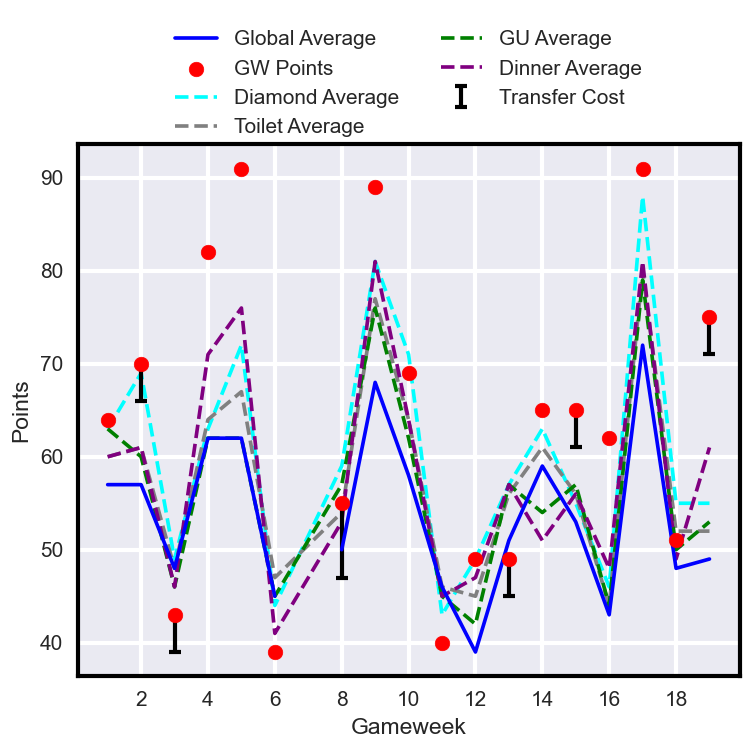 Global Average GU Average
GW Points Dinner Average
Diamond Average Transfer Cost
Toilet Average
90
80
70
60
50
40
Points
2 4 6 8 10 12 14 16 18
Gameweek